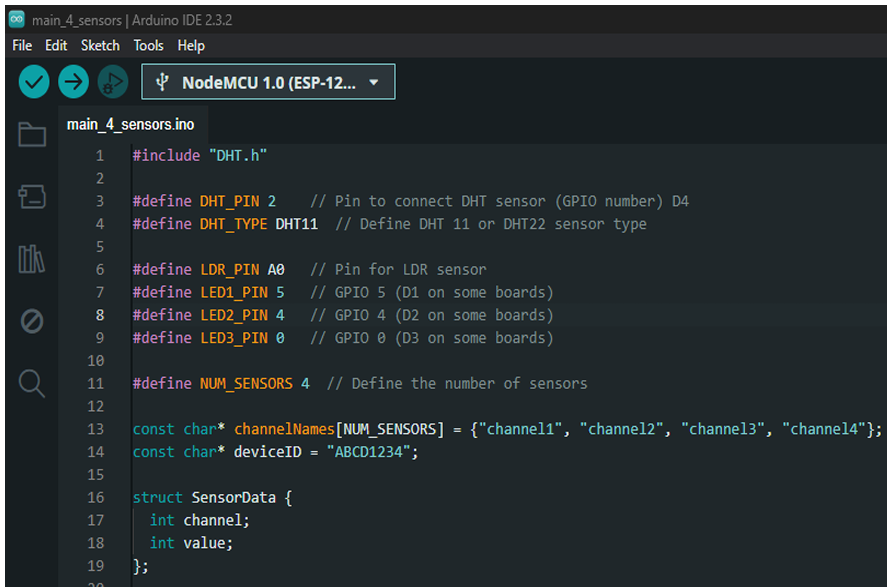 main_4_sensors | Arduino IDE 2.3.2
File Edit Sketch Tools Help
NodeMCU 1.0 (ESP-12...
main_4_sensors.ino
1 #include "DHT.h"
2
3 #define DHT_PIN 2 // Pin to connect DHT sensor (GPIO number) D4
4 #define DHT_TYPE DHT11 // Define DHT 11 or DHT22 sensor type
5
6 #define LDR_PIN A0 // Pin for LDR sensor
7 #define LED1_PIN 5 // GPIO 5 (D1 on some boards)
8 #define LED2_PIN 4 // GPIO 4 (D2 on some boards)
9 #define LED3_PIN 0 // GPIO 0 (D3 on some boards)
10
11 #define NUM_SENSORS 4 // Define the number of sensors
12
13 const char* channelNames[NUM_SENSORS] = {"channel1", "channel2", "channel3", "channel4"};
14 const char* deviceID = "ABCD1234";
15
16 struct SensorData {
17 int channel;
18 int value;
19 };